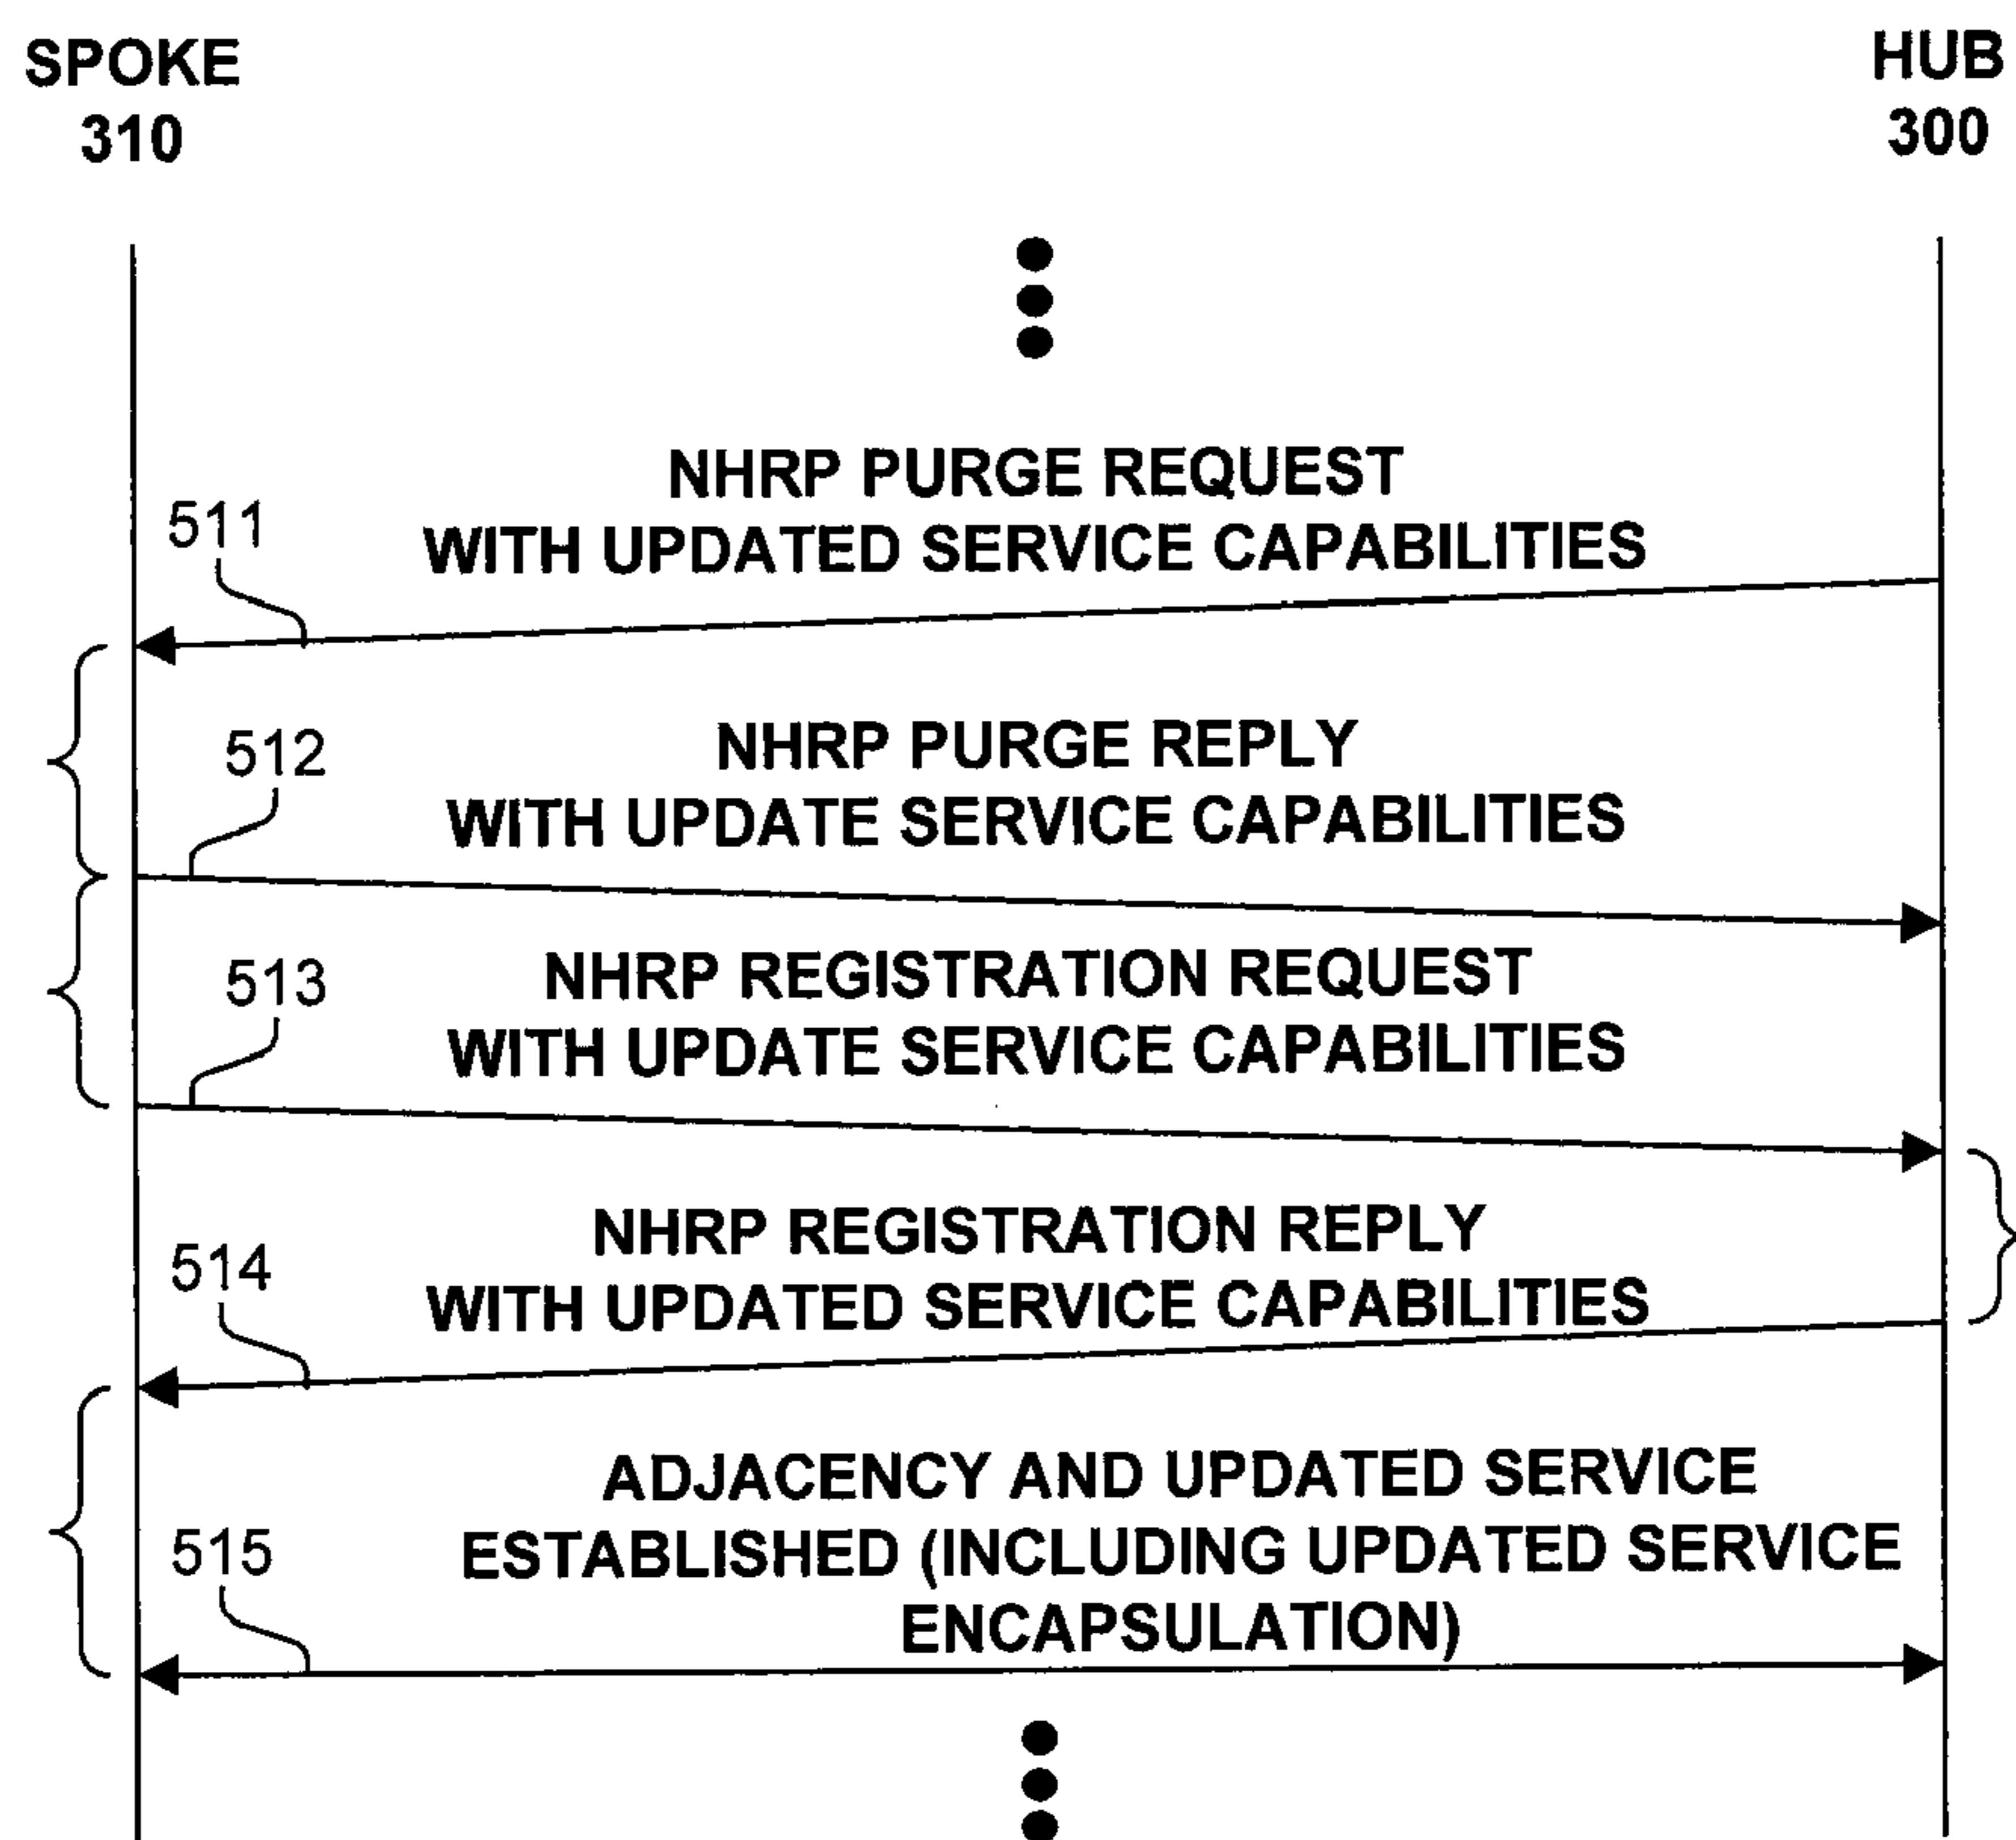 SPOKE
310
HUB
300
NHRP PURGE REQUEST
WITH UPDATED SERVICE CAPABILITIES
511
NHRP PURGE REPLY
WITH UPDATE SERVICE CAPABILITIES
512
NHRP REGISTRATION REQUEST
WITH UPDATE SERVICE CAPABILITIES
513
NHRP REGISTRATION REPLY
WITH UPDATED SERVICE CAPABILITIES
514
ADJACENCY AND UPDATED SERVICE
ESTABLISHED (INCLUDING UPDATED SERVICE
ENCAPSULATION)
515